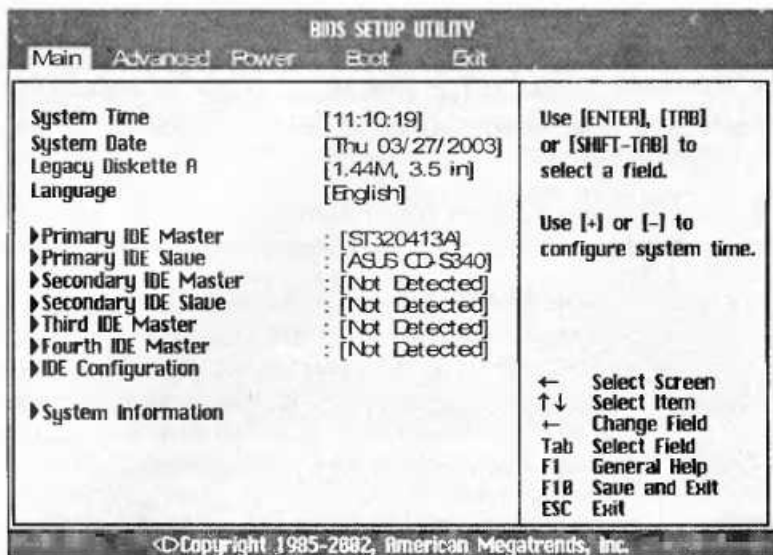 BIOS SETUP UTILITY
Main Advanced Power Boot Exit
System Time [11:10:19]
System Date [Thu 03/27/2003]
Legacy Diskette A [1.44M, 3.5 in]
Language [English]
▶Primary IDE Master : [ST320413A]
▶Primary IDE Slave : [ASUS CD-S340]
▶Secondary IDE Master : [Not Detected]
▶Secondary IDE Slave : [Not Detected]
▶Third IDE Master : [Not Detected]
▶Fourth IDE Master : [Not Detected]
▶IDE Configuration
▶System Information
Use [ENTER], [TAB]
or [SHIFT-TAB] to
select a field.
Use [+] or [-] to
configure system time.
← Select Screen
↑↓ Select Item
← Change Field
Tab Select Field
F1 General Help
F10 Save and Exit
ESC Exit
<C>Copyright 1985-2002, American Megatrends, Inc.